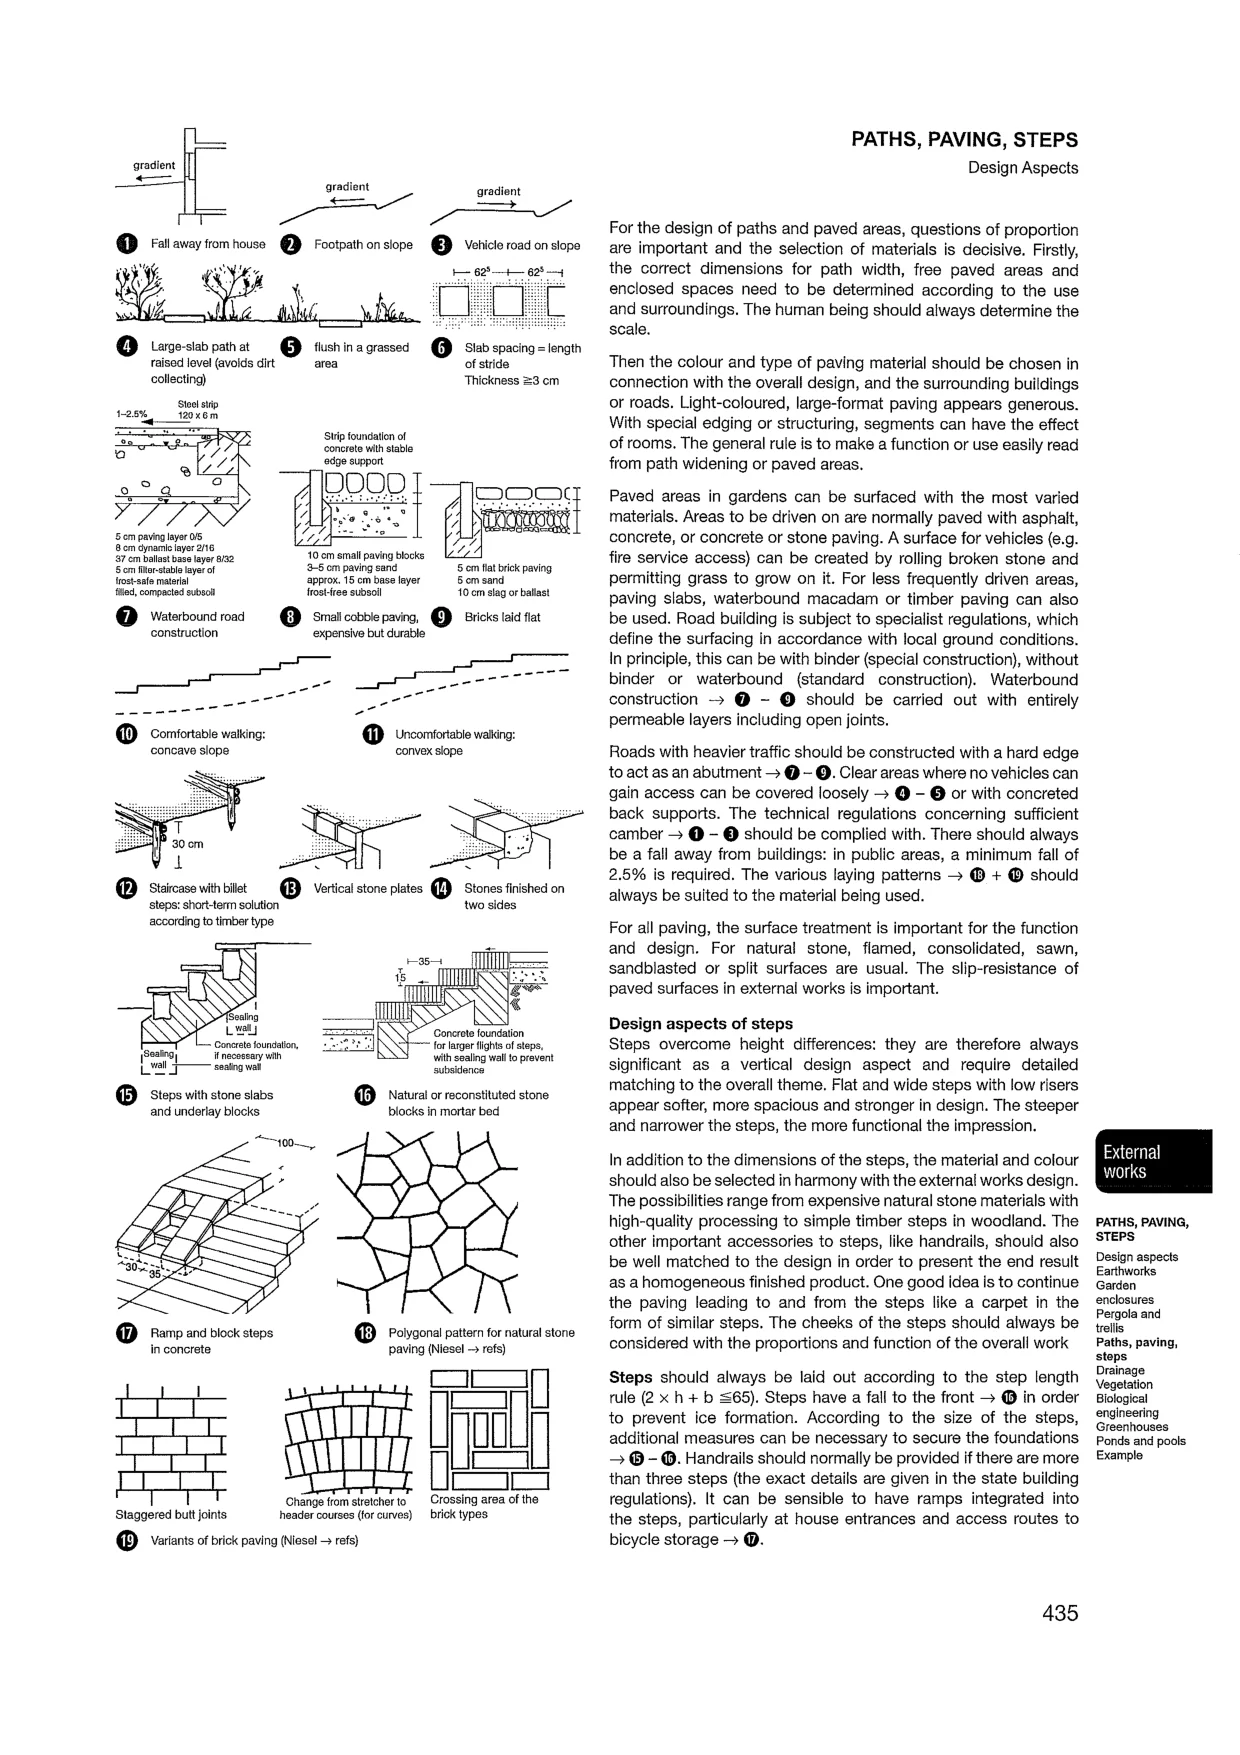 PATHS, PAVING, STEPS
Design Aspects
gradient
gradient
gradient
1 Fall away from house
2 Footpath on slope
3 Vehicle road on slope
62⁵ 62⁵
4 Large-slab path at
raised level (avoids dirt
collecting)
5 flush in a grassed
area
6 Slab spacing = length
of stride
Thickness ≧3 cm
Steel strip
1–2.5% 120 x 6 m
5 cm paving layer 0/5
8 cm dynamic layer 2/16
37 cm ballast base layer 8/32
5 cm filter-stable layer of
frost-safe material
filled, compacted subsoil
Strip foundation of
concrete with stable
edge support
10 cm small paving blocks
3–5 cm paving sand
approx. 15 cm base layer
frost-free subsoil
5 cm flat brick paving
5 cm sand
10 cm slag or ballast
7 Waterbound road
construction
8 Small cobble paving,
expensive but durable
9 Bricks laid flat
10 Comfortable walking:
concave slope
11 Uncomfortable walking:
convex slope
30 cm
12 Staircase with billet
steps: short-term solution
according to timber type
13 Vertical stone plates
14 Stones finished on
two sides
Sealing
wall
Sealing
wall
Concrete foundation,
if necessary with
sealing wall
35
15
Concrete foundation
for larger flights of steps,
with sealing wall to prevent
subsidence
15 Steps with stone slabs
and underlay blocks
16 Natural or reconstituted stone
blocks in mortar bed
100
30 35
17 Ramp and block steps
in concrete
18 Polygonal pattern for natural stone
paving (Niesel → refs)
Staggered butt joints
Change from stretcher to
header courses (for curves)
Crossing area of the
brick types
19 Variants of brick paving (Niesel → refs)
For the design of paths and paved areas, questions of proportion
are important and the selection of materials is decisive. Firstly,
the correct dimensions for path width, free paved areas and
enclosed spaces need to be determined according to the use
and surroundings. The human being should always determine the
scale.
Then the colour and type of paving material should be chosen in
connection with the overall design, and the surrounding buildings
or roads. Light-coloured, large-format paving appears generous.
With special edging or structuring, segments can have the effect
of rooms. The general rule is to make a function or use easily read
from path widening or paved areas.
Paved areas in gardens can be surfaced with the most varied
materials. Areas to be driven on are normally paved with asphalt,
concrete, or concrete or stone paving. A surface for vehicles (e.g.
fire service access) can be created by rolling broken stone and
permitting grass to grow on it. For less frequently driven areas,
paving slabs, waterbound macadam or timber paving can also
be used. Road building is subject to specialist regulations, which
define the surfacing in accordance with local ground conditions.
In principle, this can be with binder (special construction), without
binder or waterbound (standard construction). Waterbound
construction → 7 – 9 should be carried out with entirely
permeable layers including open joints.
Roads with heavier traffic should be constructed with a hard edge
to act as an abutment → 7 – 9. Clear areas where no vehicles can
gain access can be covered loosely → 4 – 5 or with concreted
back supports. The technical regulations concerning sufficient
camber → 1 – 3 should be complied with. There should always
be a fall away from buildings: in public areas, a minimum fall of
2.5% is required. The various laying patterns → 18 + 19 should
always be suited to the material being used.
For all paving, the surface treatment is important for the function
and design. For natural stone, flamed, consolidated, sawn,
sandblasted or split surfaces are usual. The slip-resistance of
paved surfaces in external works is important.
Design aspects of steps
Steps overcome height differences: they are therefore always
significant as a vertical design aspect and require detailed
matching to the overall theme. Flat and wide steps with low risers
appear softer, more spacious and stronger in design. The steeper
and narrower the steps, the more functional the impression.
In addition to the dimensions of the steps, the material and colour
should also be selected in harmony with the external works design.
The possibilities range from expensive natural stone materials with
high-quality processing to simple timber steps in woodland. The
other important accessories to steps, like handrails, should also
be well matched to the design in order to present the end result
as a homogeneous finished product. One good idea is to continue
the paving leading to and from the steps like a carpet in the
form of similar steps. The cheeks of the steps should always be
considered with the proportions and function of the overall work
Steps should always be laid out according to the step length
rule (2 × h + b ≦65). Steps have a fall to the front → 16 in order
to prevent ice formation. According to the size of the steps,
additional measures can be necessary to secure the foundations
→ 15 – 16. Handrails should normally be provided if there are more
than three steps (the exact details are given in the state building
regulations). It can be sensible to have ramps integrated into
the steps, particularly at house entrances and access routes to
bicycle storage → 17.
External
works
PATHS, PAVING,
STEPS
Design aspects
Earthworks
Garden
enclosures
Pergola and
trellis
Paths, paving,
steps
Drainage
Vegetation
Biological
engineering
Greenhouses
Ponds and pools
Example
435